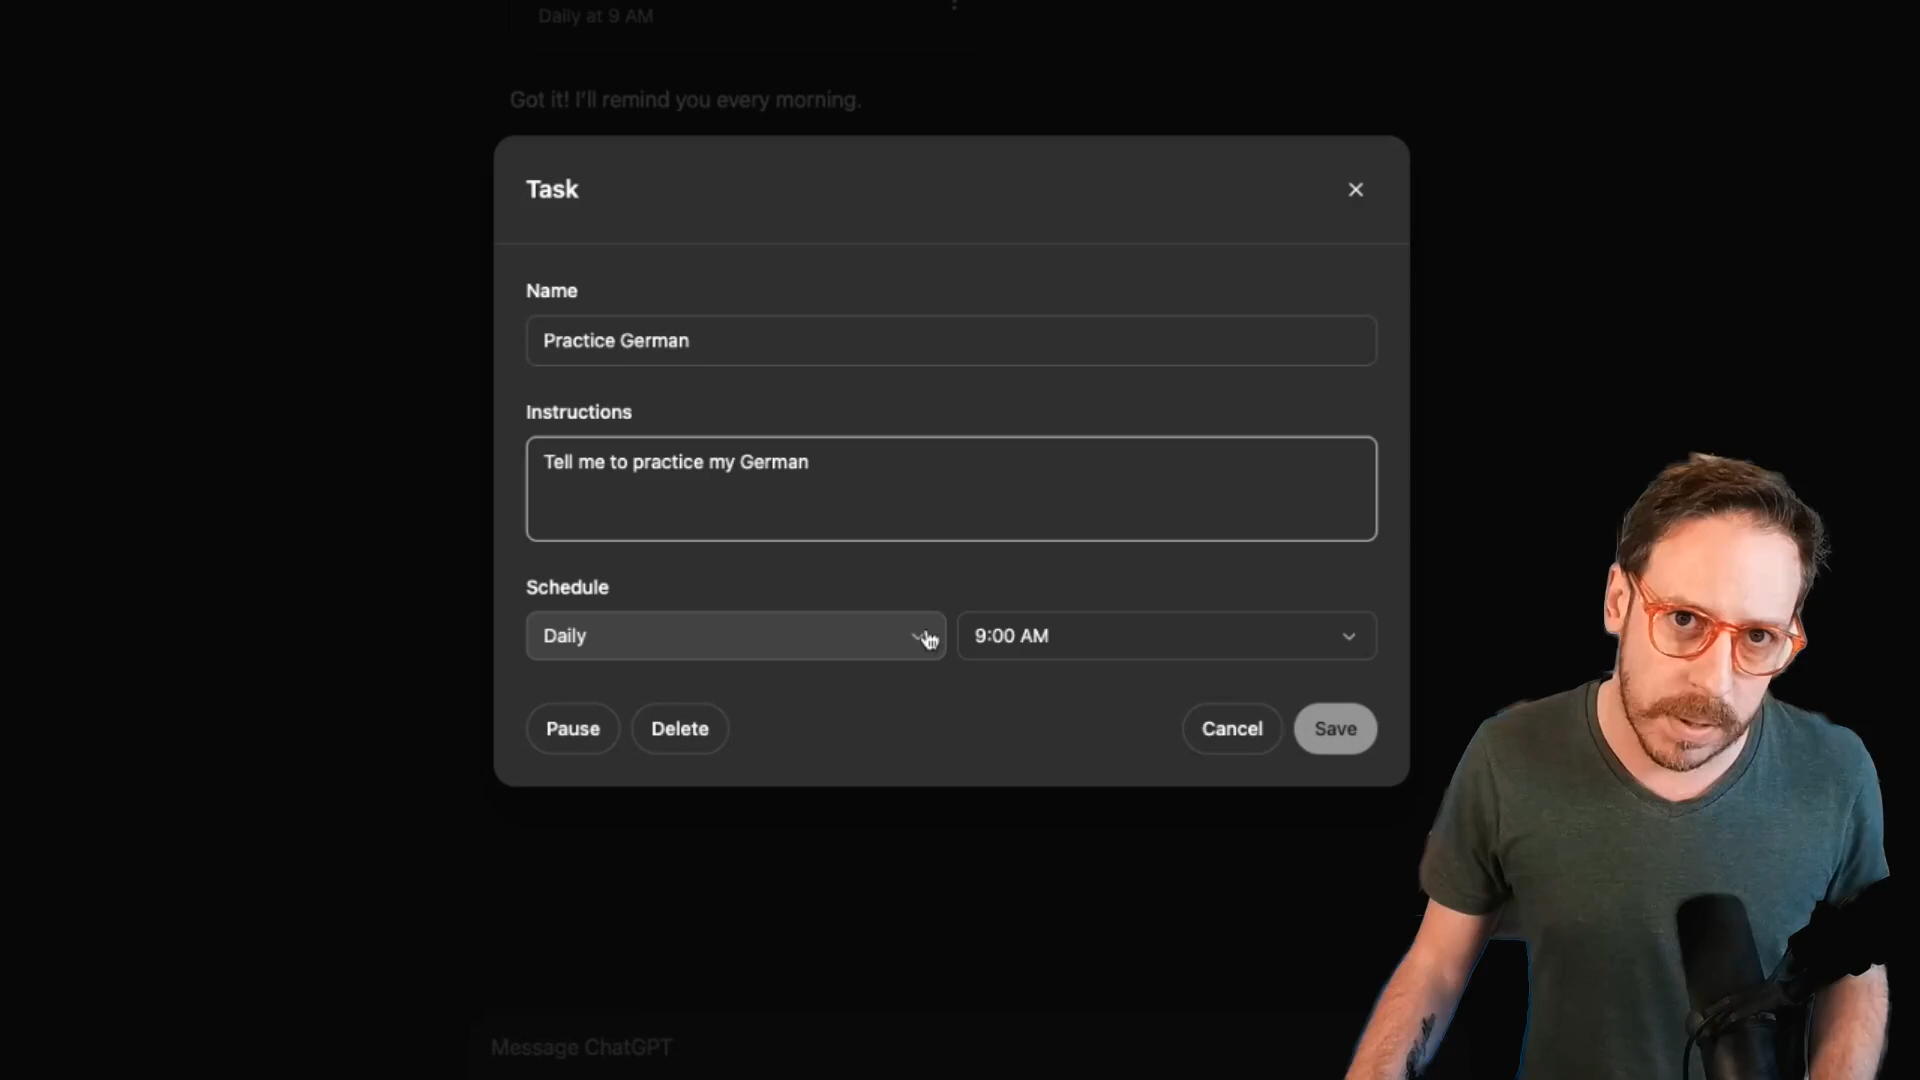 Daily at 9 AM
Got it! I'll remind you every morning.
Task
Name
Practice German
Instructions
Tell me to practice my German
Schedule
Daily
9:00 AM
Pause
Delete
Cancel
Save
Message ChatGPT